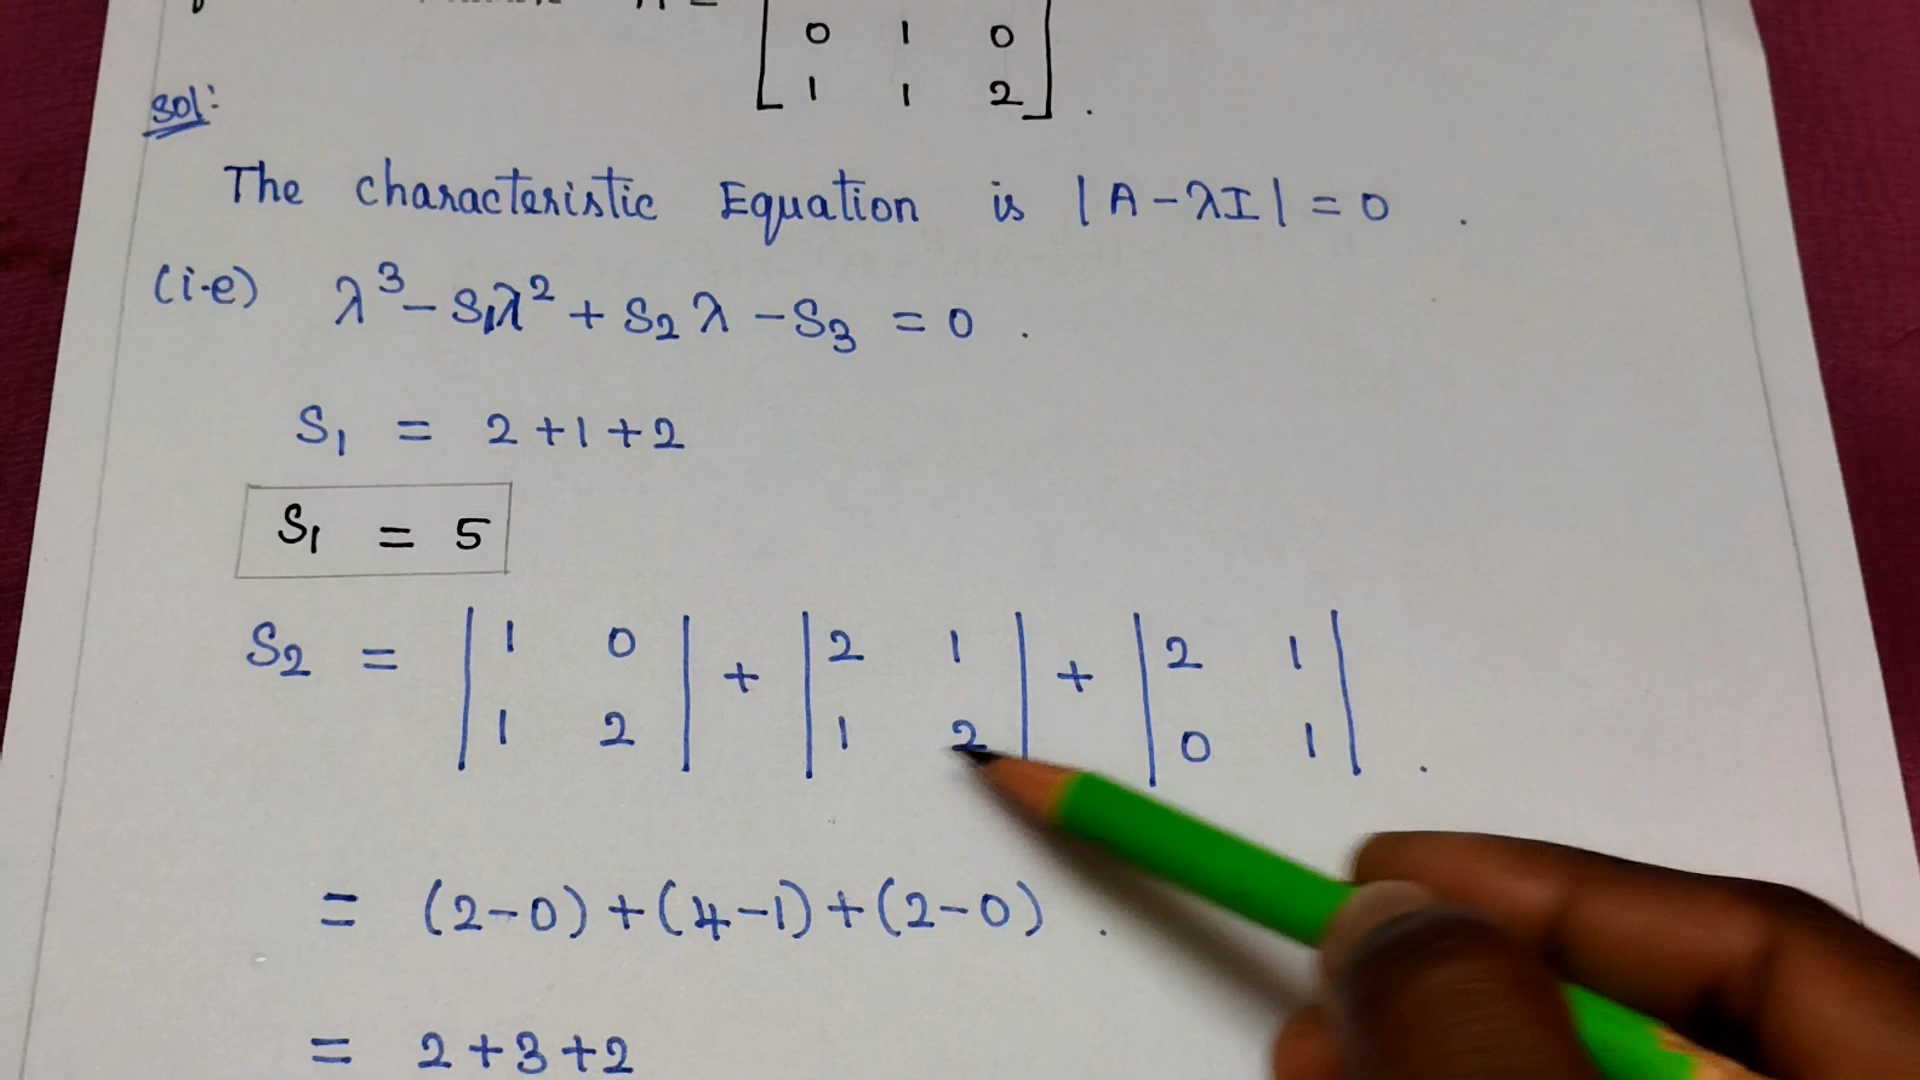 0 1 0
1 1 2 .
Sol:
The characteristic Equation is |A-λI| = 0 .
(i.e) λ³ - S₁λ² + S₂λ - S₃ = 0 .
S₁ = 2+1+2
S₁ = 5
S₂ = |1 0| + |2 1| + |2 1|
|1 2| |1 2| |0 1| .
= (2-0)+(4-1)+(2-0) .
= 2+3+2